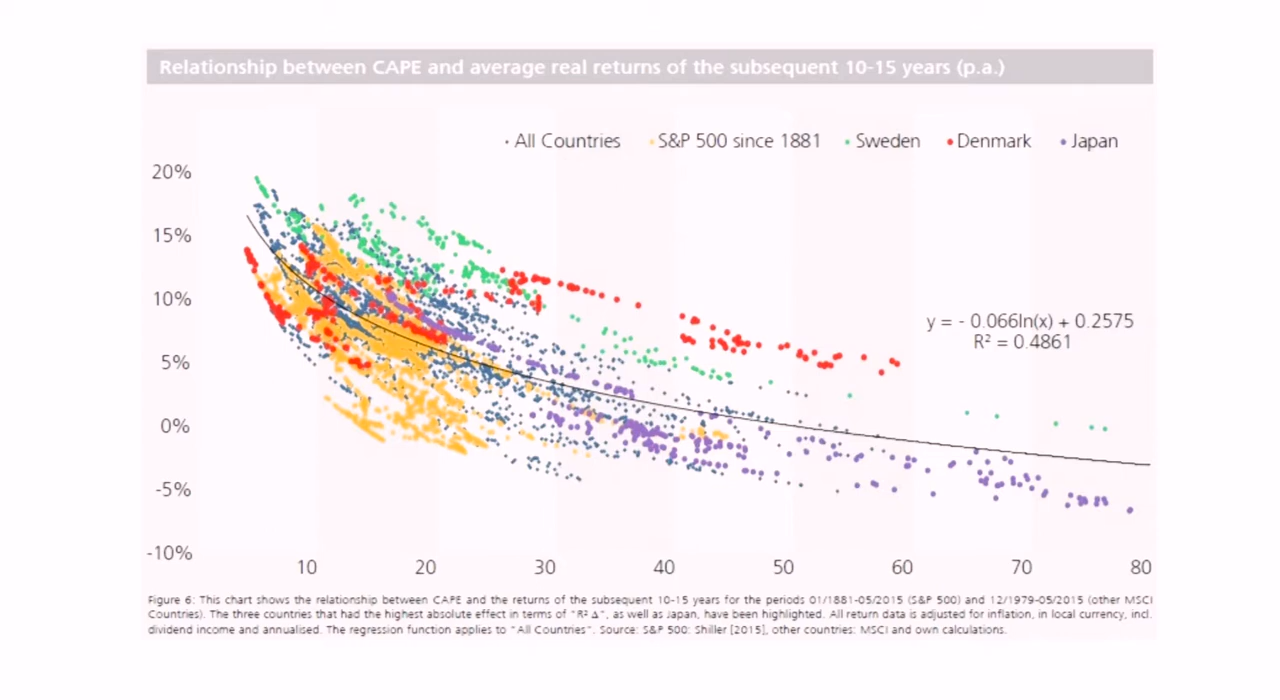 Relationship between CAPE and average real returns of the subsequent 10-15 years (p.a.)
All Countries S&P 500 since 1881 Sweden Denmark Japan
20%
15%
10%
y = - 0.066ln(x) + 0.2575
R² = 0.4861
5%
0%
-5%
-10%
10 20 30 40 50 60 70 80
Figure 6: This chart shows the relationship between CAPE and the returns of the subsequent 10-15 years for the periods 01/1881-05/2015 (S&P 500) and 12/1979-05/2015 (other MSCI
Countries). The three countries that had the highest absolute effect in terms of "R² Δ", as well as Japan, have been highlighted. All return data is adjusted for inflation, in local currency, incl.
dividend income and annualised. The regression function applies to "All Countries". Source: S&P 500: Shiller [2015], other countries: MSCI and own calculations.